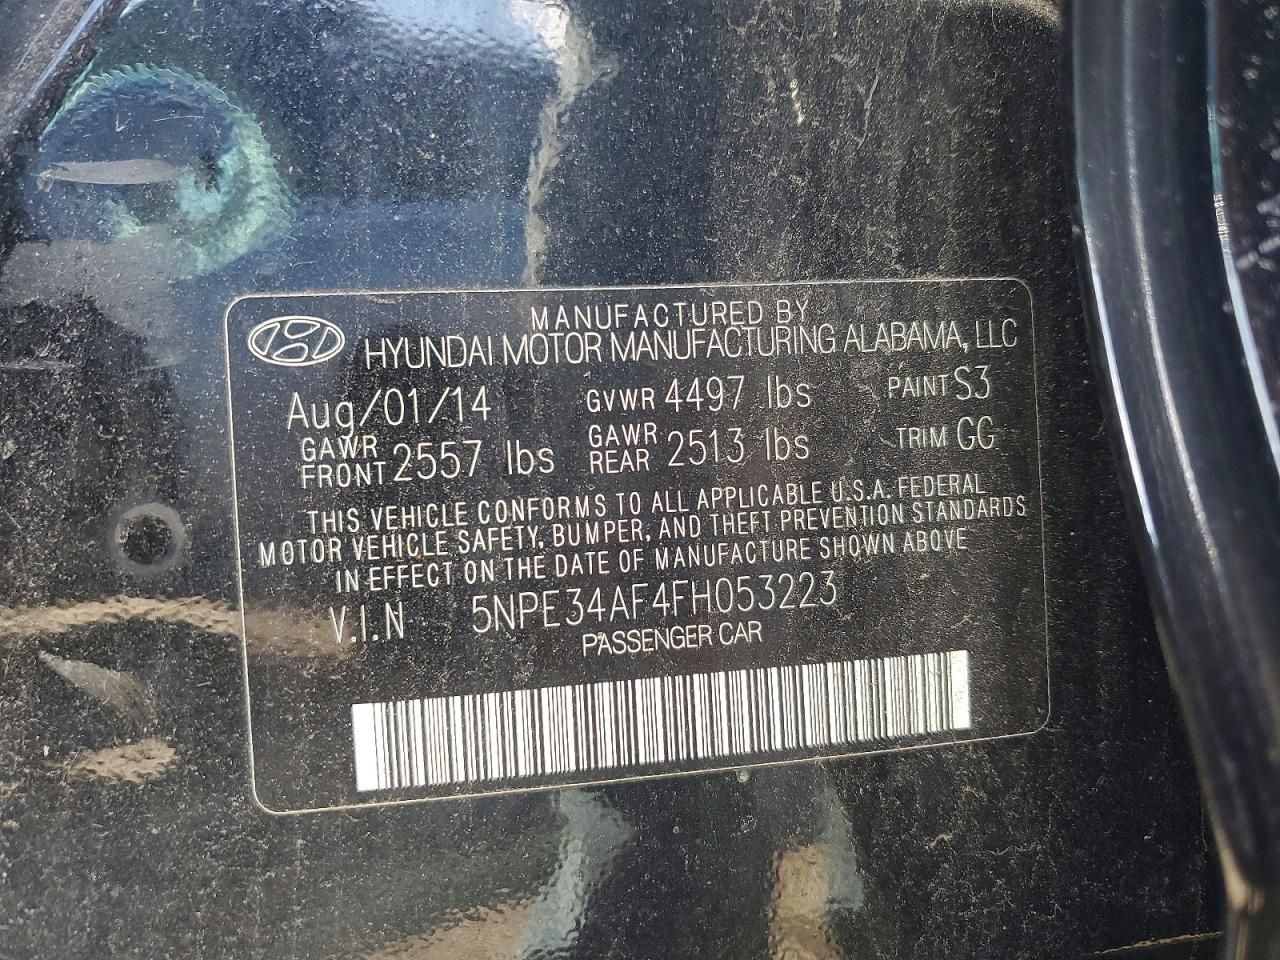 MANUFACTURED BY
HYUNDAI MOTOR MANUFACTURING ALABAMA, LLC
Aug/01/14 GVWR 4497 lbs PAINT S3
GAWR FRONT 2557 lbs GAWR REAR 2513 lbs TRIM GG
THIS VEHICLE CONFORMS TO ALL APPLICABLE U.S.A. FEDERAL
MOTOR VEHICLE SAFETY, BUMPER, AND THEFT PREVENTION STANDARDS
IN EFFECT ON THE DATE OF MANUFACTURE SHOWN ABOVE
V.I.N 5NPE34AF4FH053223
PASSENGER CAR